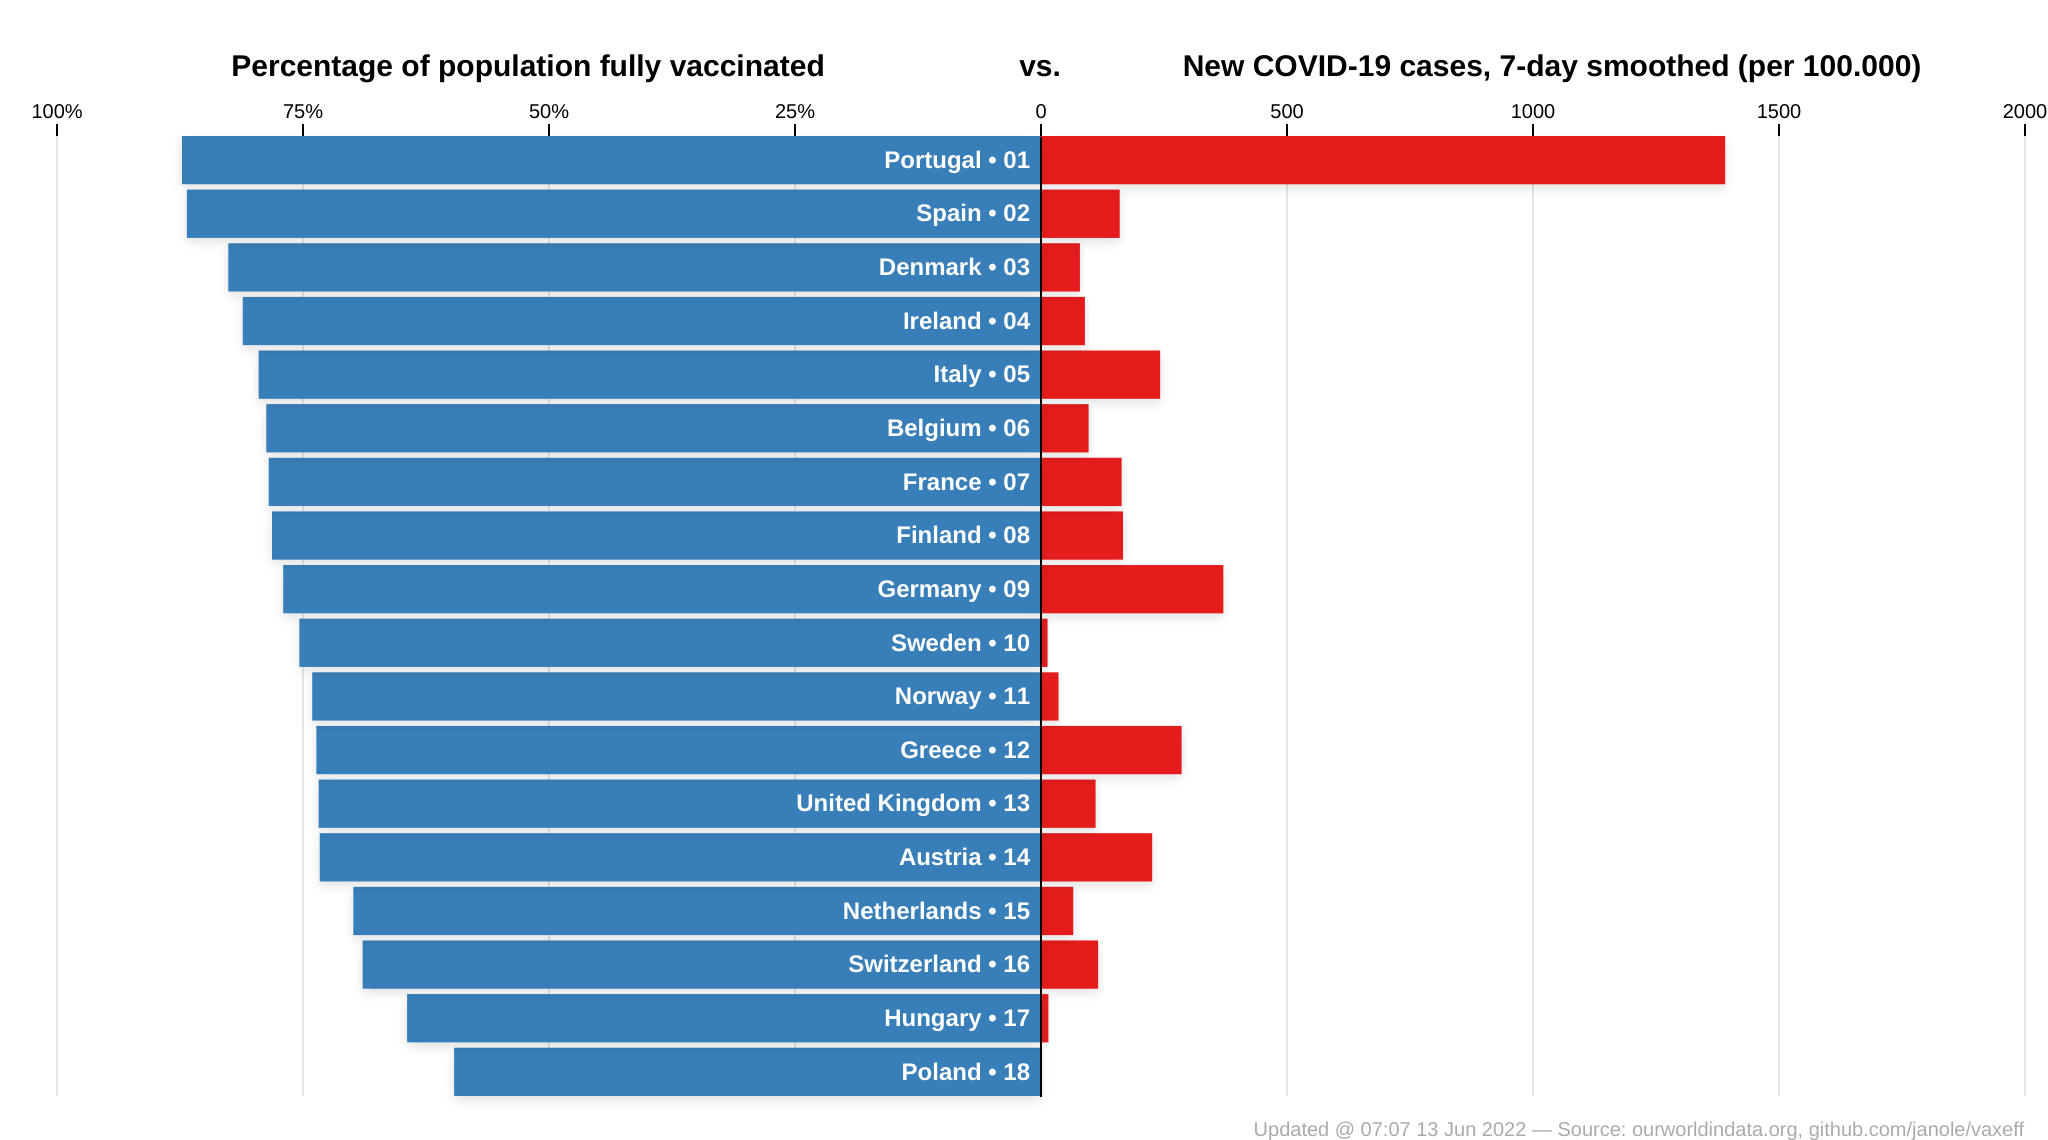 Percentage of population fully vaccinated vs. New COVID-19 cases, 7-day smoothed (per 100.000)
100% 75% 50% 25% 0 500 1000 1500 2000
Portugal • 01
Spain • 02
Denmark • 03
Ireland • 04
Italy • 05
Belgium • 06
France • 07
Finland • 08
Germany • 09
Sweden • 10
Norway • 11
Greece • 12
United Kingdom • 13
Austria • 14
Netherlands • 15
Switzerland • 16
Hungary • 17
Poland • 18
Updated @ 07:07 13 Jun 2022 — Source: ourworldindata.org, github.com/janole/vaxeff